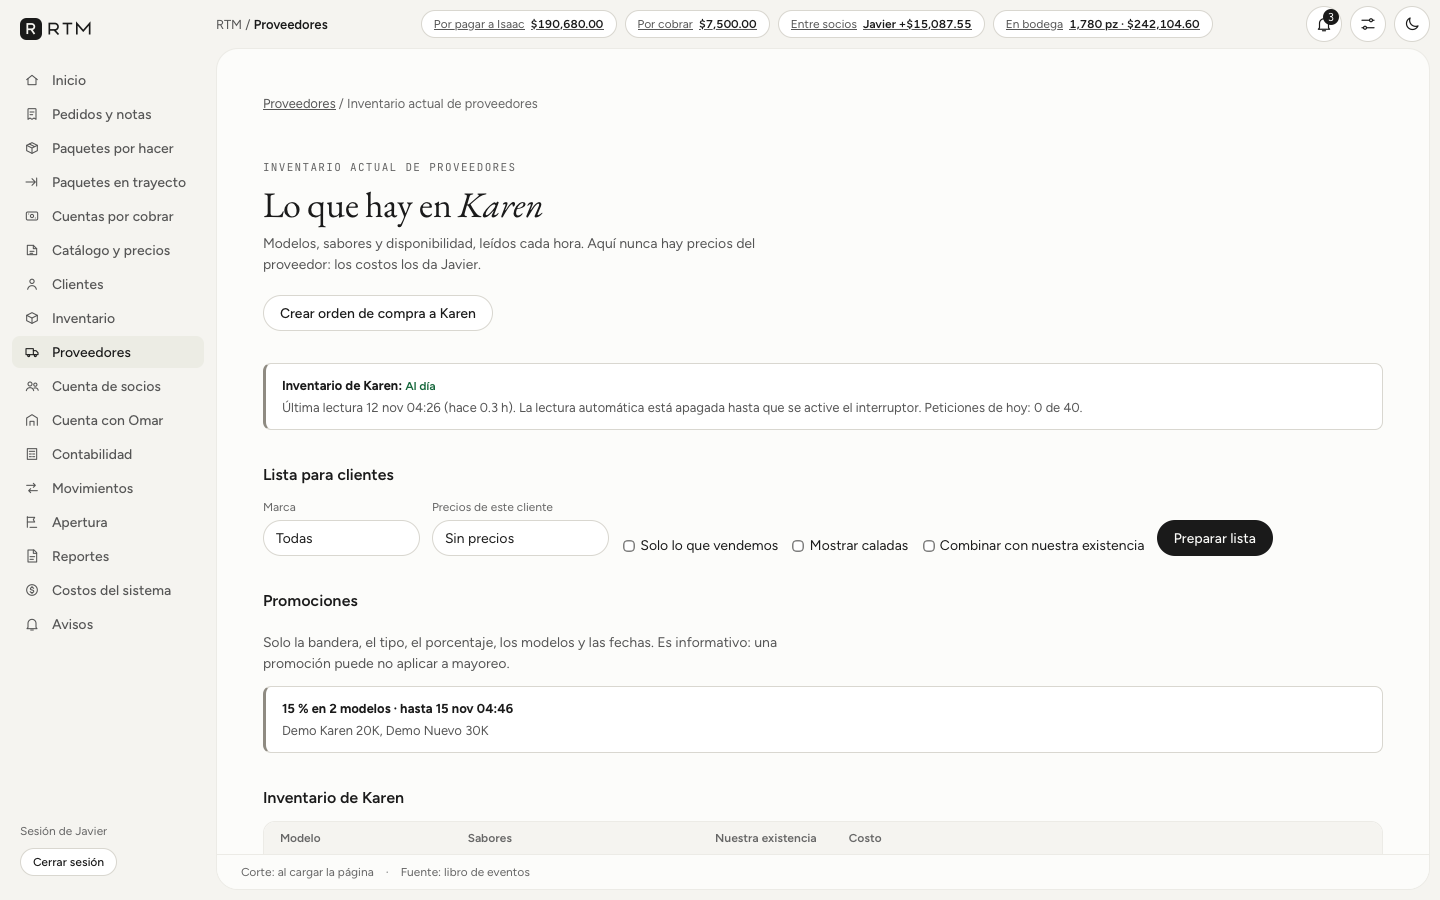 R RTM
RTM / Proveedores
Por pagar a Isaac $190,680.00
Por cobrar $7,500.00
Entre socios Javier +$15,087.55
En bodega 1,780 pz · $242,104.60
3
Inicio
Pedidos y notas
Paquetes por hacer
Paquetes en trayecto
Cuentas por cobrar
Catálogo y precios
Clientes
Inventario
Proveedores
Cuenta de socios
Cuenta con Omar
Contabilidad
Movimientos
Apertura
Reportes
Costos del sistema
Avisos
Sesión de Javier
Cerrar sesión
Proveedores / Inventario actual de proveedores
INVENTARIO ACTUAL DE PROVEEDORES
Lo que hay en Karen
Modelos, sabores y disponibilidad, leídos cada hora. Aquí nunca hay precios del
proveedor: los costos los da Javier.
Crear orden de compra a Karen
Inventario de Karen: Al día
Última lectura 12 nov 04:26 (hace 0.3 h). La lectura automática está apagada hasta que se active el interruptor. Peticiones de hoy: 0 de 40.
Lista para clientes
Marca
Precios de este cliente
Todas
Sin precios
Solo lo que vendemos
Mostrar caladas
Combinar con nuestra existencia
Preparar lista
Promociones
Solo la bandera, el tipo, el porcentaje, los modelos y las fechas. Es informativo: una
promoción puede no aplicar a mayoreo.
15 % en 2 modelos · hasta 15 nov 04:46
Demo Karen 20K, Demo Nuevo 30K
Inventario de Karen
Modelo Sabores Nuestra existencia Costo
Corte: al cargar la página · Fuente: libro de eventos